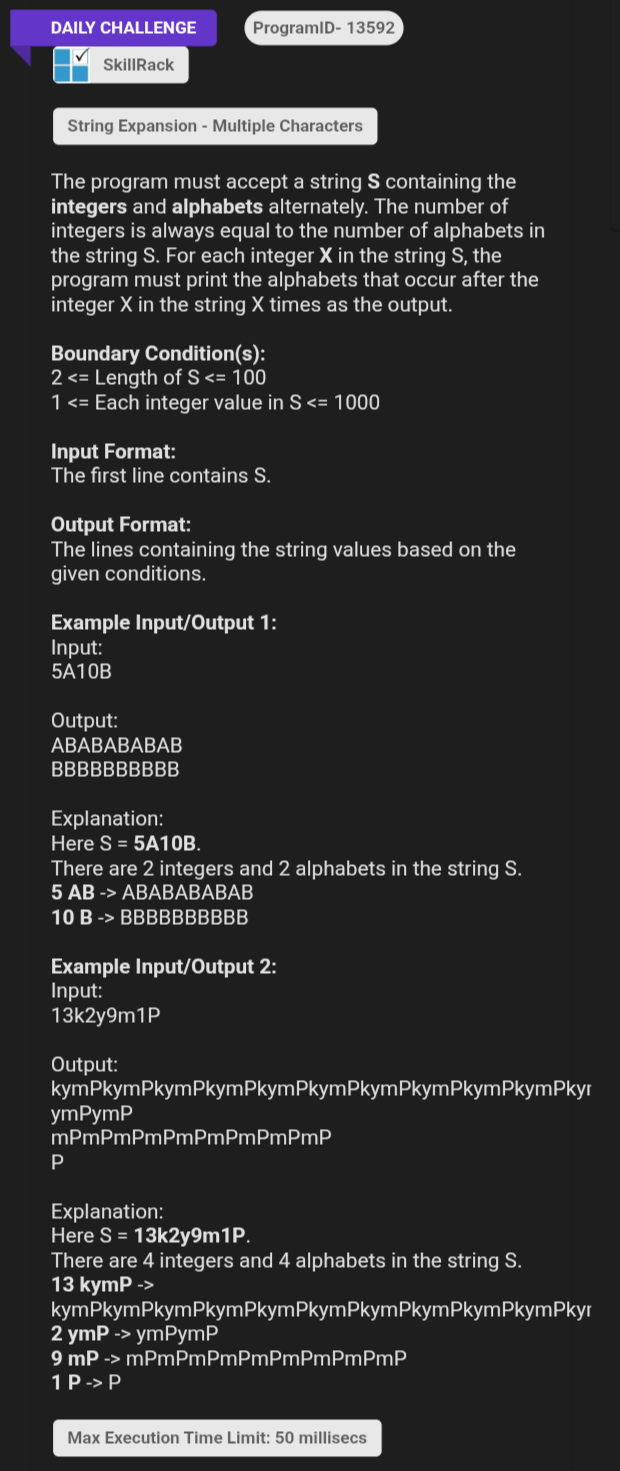 DAILY CHALLENGE
ProgramID- 13592
SkillRack
String Expansion - Multiple Characters
The program must accept a string S containing the
integers and alphabets alternately. The number of
integers is always equal to the number of alphabets in
the string S. For each integer X in the string S, the
program must print the alphabets that occur after the
integer X in the string X times as the output.
Boundary Condition(s):
2 <= Length of S <= 100
1 <= Each integer value in S <= 1000
Input Format:
The first line contains S.
Output Format:
The lines containing the string values based on the
given conditions.
Example Input/Output 1:
Input:
5A10B
Output:
ABABABABAB
BBBBBBBBBB
Explanation:
Here S = 5A10B.
There are 2 integers and 2 alphabets in the string S.
5 AB -> ABABABABAB
10 B -> BBBBBBBBBB
Example Input/Output 2:
Input:
13k2y9m1P
Output:
kymPkymPkymPkymPkymPkymPkymPkymPkymPkymPkyr
ymPymP
mPmPmPmPmPmPmPmPmP
P
Explanation:
Here S = 13k2y9m1P.
There are 4 integers and 4 alphabets in the string S.
13 kymP ->
kymPkymPkymPkymPkymPkymPkymPkymPkymPkymPkyr
2 ymP -> ymPymP
9 mP -> mPmPmPmPmPmPmPmPmP
1 P -> P
Max Execution Time Limit: 50 millisecs